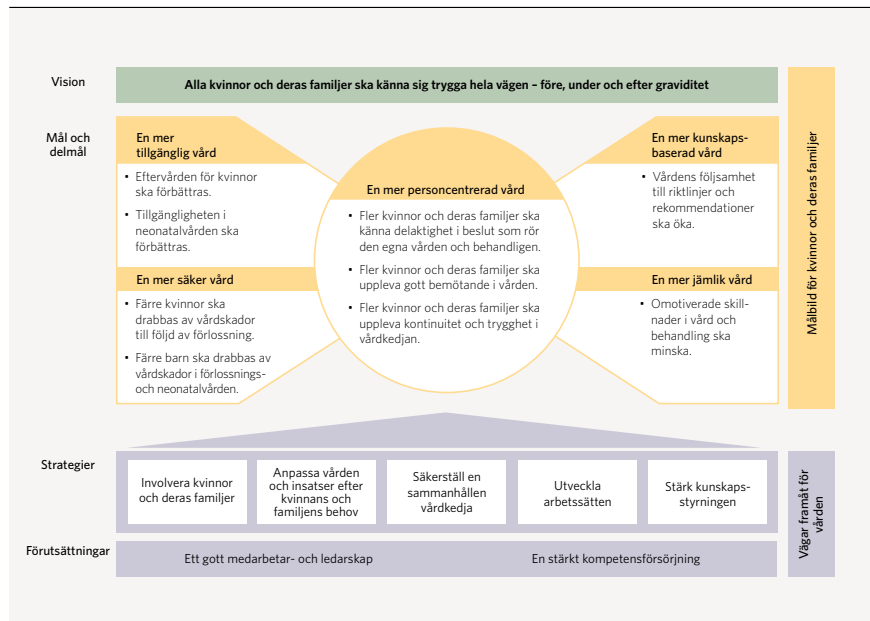 Vision
Alla kvinnor och deras familjer ska känna sig trygga hela vägen – före, under och efter graviditet
Mål och
delmål
En mer
tillgänglig vård
• Eftervården för kvinnor
ska förbättras.
• Tillgängligheten i
neonatalvården ska
förbättras.
En mer säker vård
• Färre kvinnor ska
drabbas av vårdskador
till följd av förlossning.
• Färre barn ska drabbas av
vårdskador i förlossnings-
och neonatalvården.
En mer personcentrerad vård
• Fler kvinnor och deras familjer ska
känna delaktighet i beslut som rör
den egna vården och behandligen.
• Fler kvinnor och deras familjer ska
uppleva gott bemötande i vården.
• Fler kvinnor och deras familjer ska
uppleva kontinuitet och trygghet i
vårdkedjan.
En mer kunskaps-
baserad vård
• Vårdens följsamhet
till riktlinjer och
rekommendationer
ska öka.
En mer jämlik vård
• Omotiverade skill-
nader i vård och
behandling ska
minska.
Målbild för kvinnor och deras familjer
Strategier
Involvera kvinnor
och deras familjer
Anpassa vården
och insatser efter
kvinnans och
familjens behov
Säkerställ en
sammanhållen
vårdkedja
Utveckla
arbetssätten
Stärk kunskaps-
styrningen
Förutsättningar
Ett gott medarbetar- och ledarskap
En stärkt kompetensförsörjning
Vägar framåt för
vården